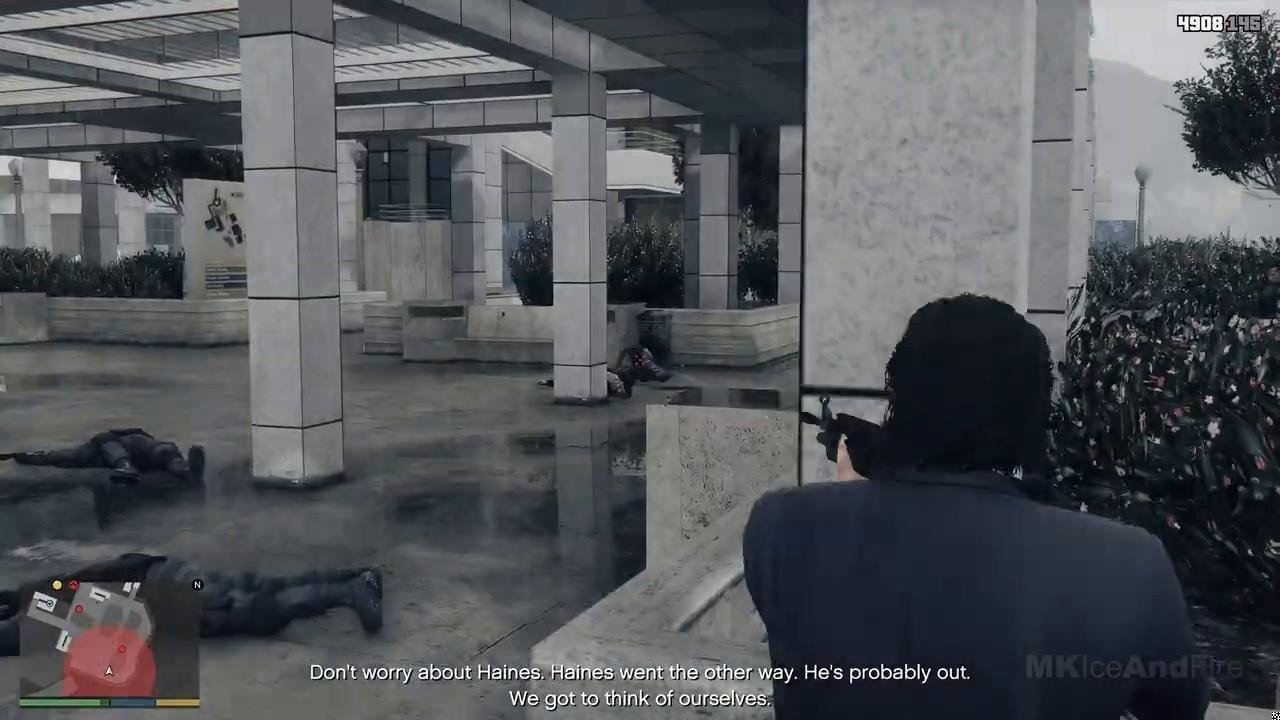 4908:145
N
Don't worry about Haines. Haines went the other way. He's probably out.
We got to think of ourselves.
MKIceAndFire